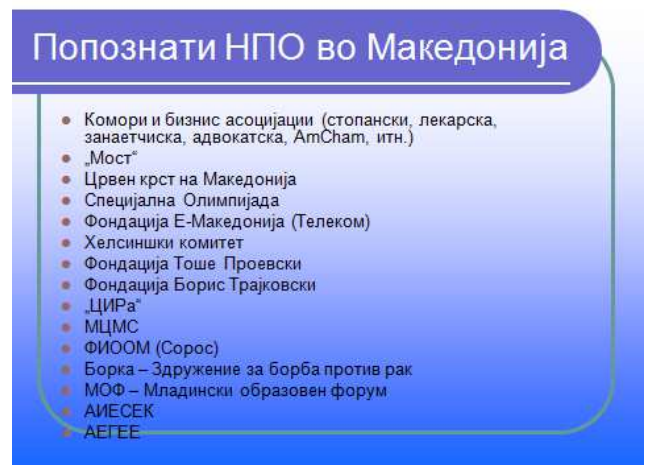 Попознати НПО во Македонија
Комори и бизнис асоцијации (стопански, лекарска,
занаетчиска, адвокатска, AmCham, итн.)
„Мост“
Црвен крст на Македонија
Специјална Олимпијада
Фондација Е-Македонија (Телеком)
Хелсиншки комитет
Фондација Тоше Проевски
Фондација Борис Трајковски
„ЦИРа“
МЦМС
ФИООМ (Сорос)
Борка – Здружение за борба против рак
МОФ – Младински образовен форум
АИЕСЕК
АЕГЕЕ